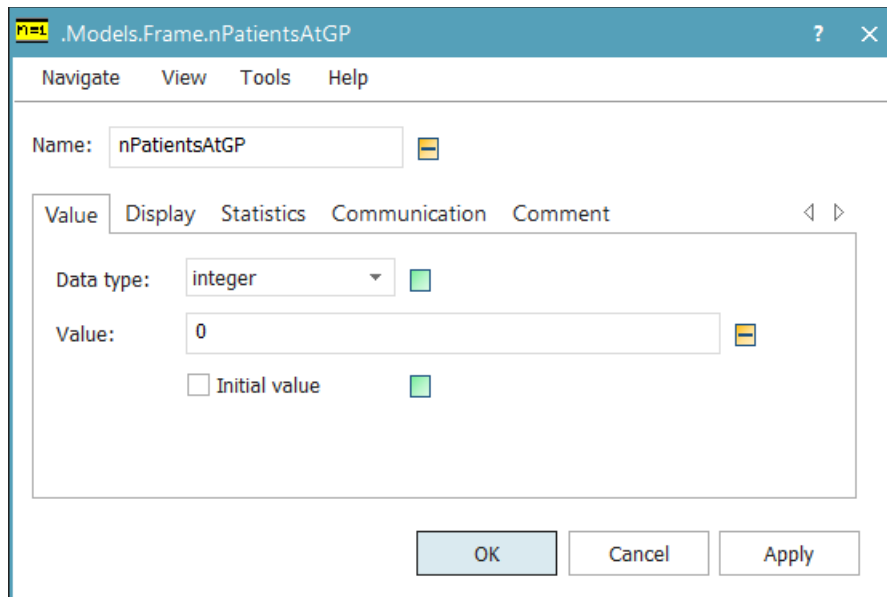 n=1 .Models.Frame.nPatientsAtGP ? 
Navigate View Tools Help
Name: nPatientsAtGP
Value Display Statistics Communication Comment
Data type: integer
Value: 0
Initial value
OK Cancel Apply